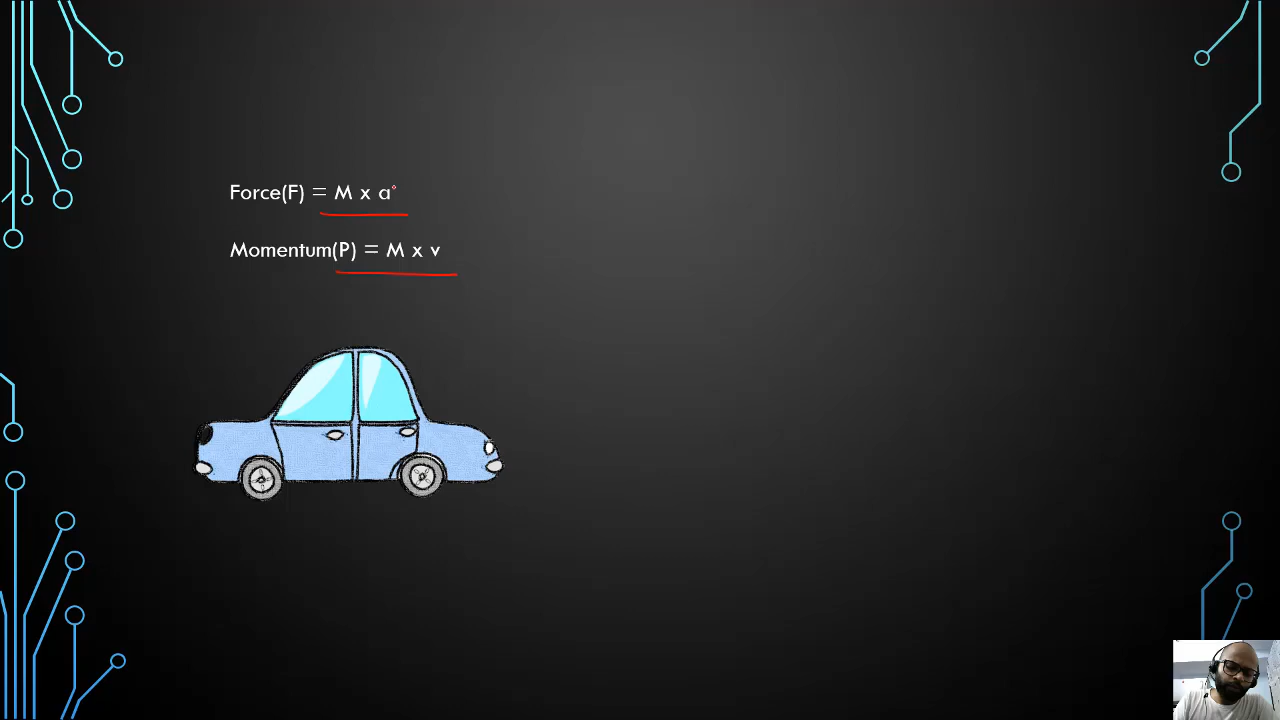 Force(F) = M x a
Momentum(P) = M x v